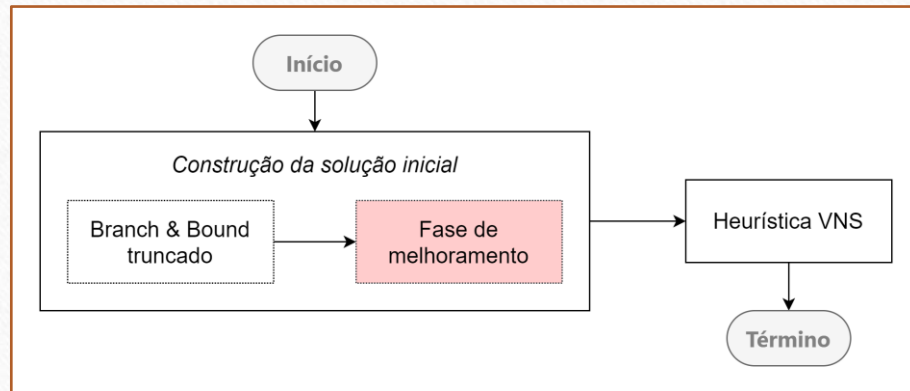 Início
Construção da solução inicial
Branch & Bound
truncado
Fase de
melhoramento
Heurística VNS
Término